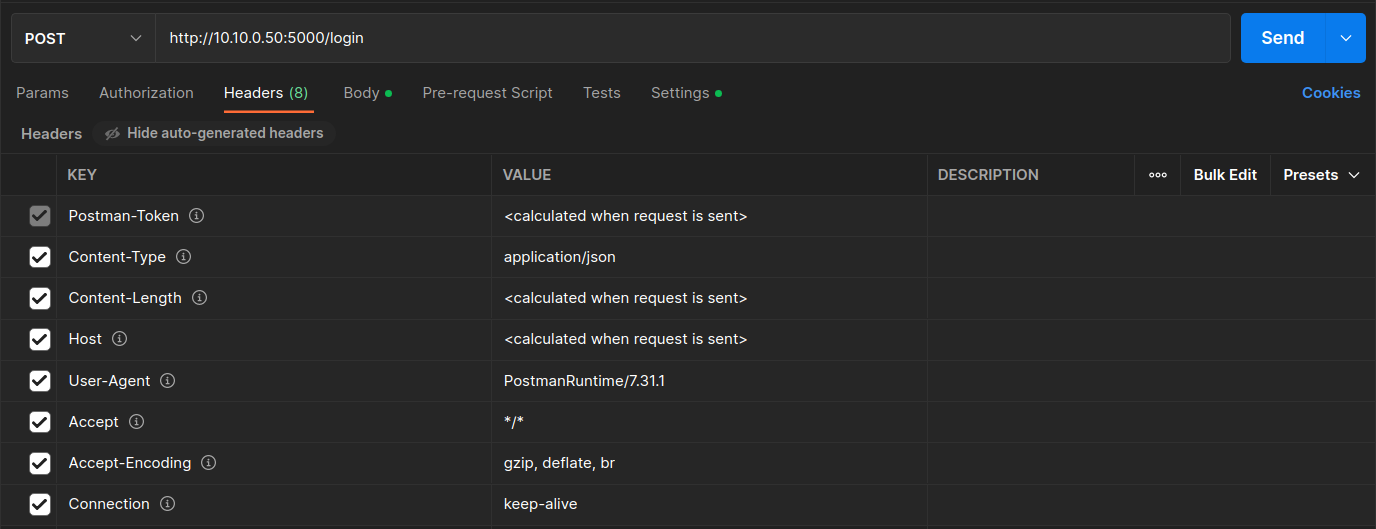 POST http://10.10.0.50:5000/login Send
Params Authorization Headers (8) Body Pre-request Script Tests Settings Cookies
Headers Hide auto-generated headers
KEY VALUE DESCRIPTION Bulk Edit Presets
Postman-Token <calculated when request is sent>
Content-Type application/json
Content-Length <calculated when request is sent>
Host <calculated when request is sent>
User-Agent PostmanRuntime/7.31.1
Accept */*
Accept-Encoding gzip, deflate, br
Connection keep-alive